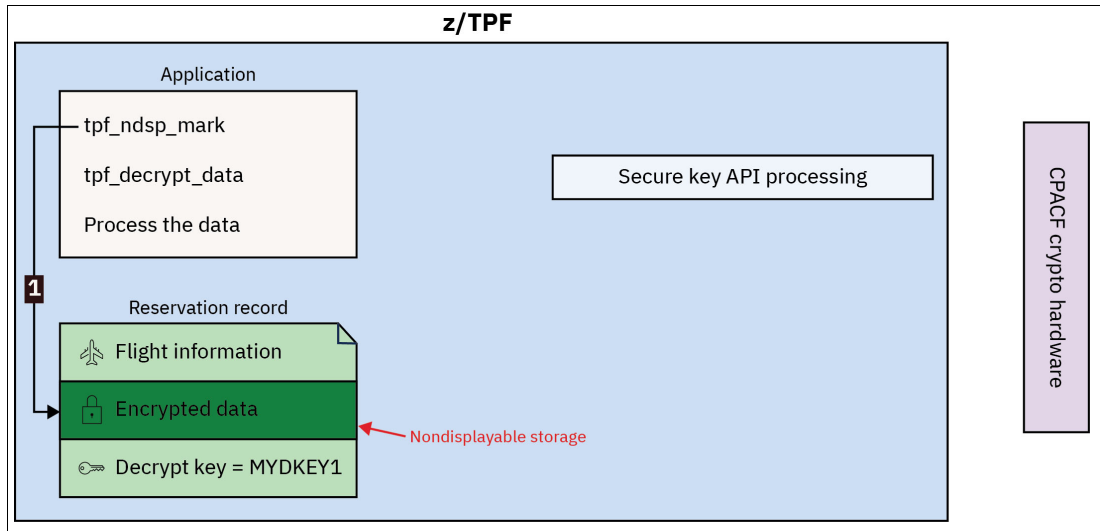 z/TPF
Application
tpf_ndsp_mark
tpf_decrypt_data
Process the data
Secure key API processing
CPACF crypto hardware
1
Reservation record
Flight information
Encrypted data
Nondisplayable storage
Decrypt key = MYDKEY1